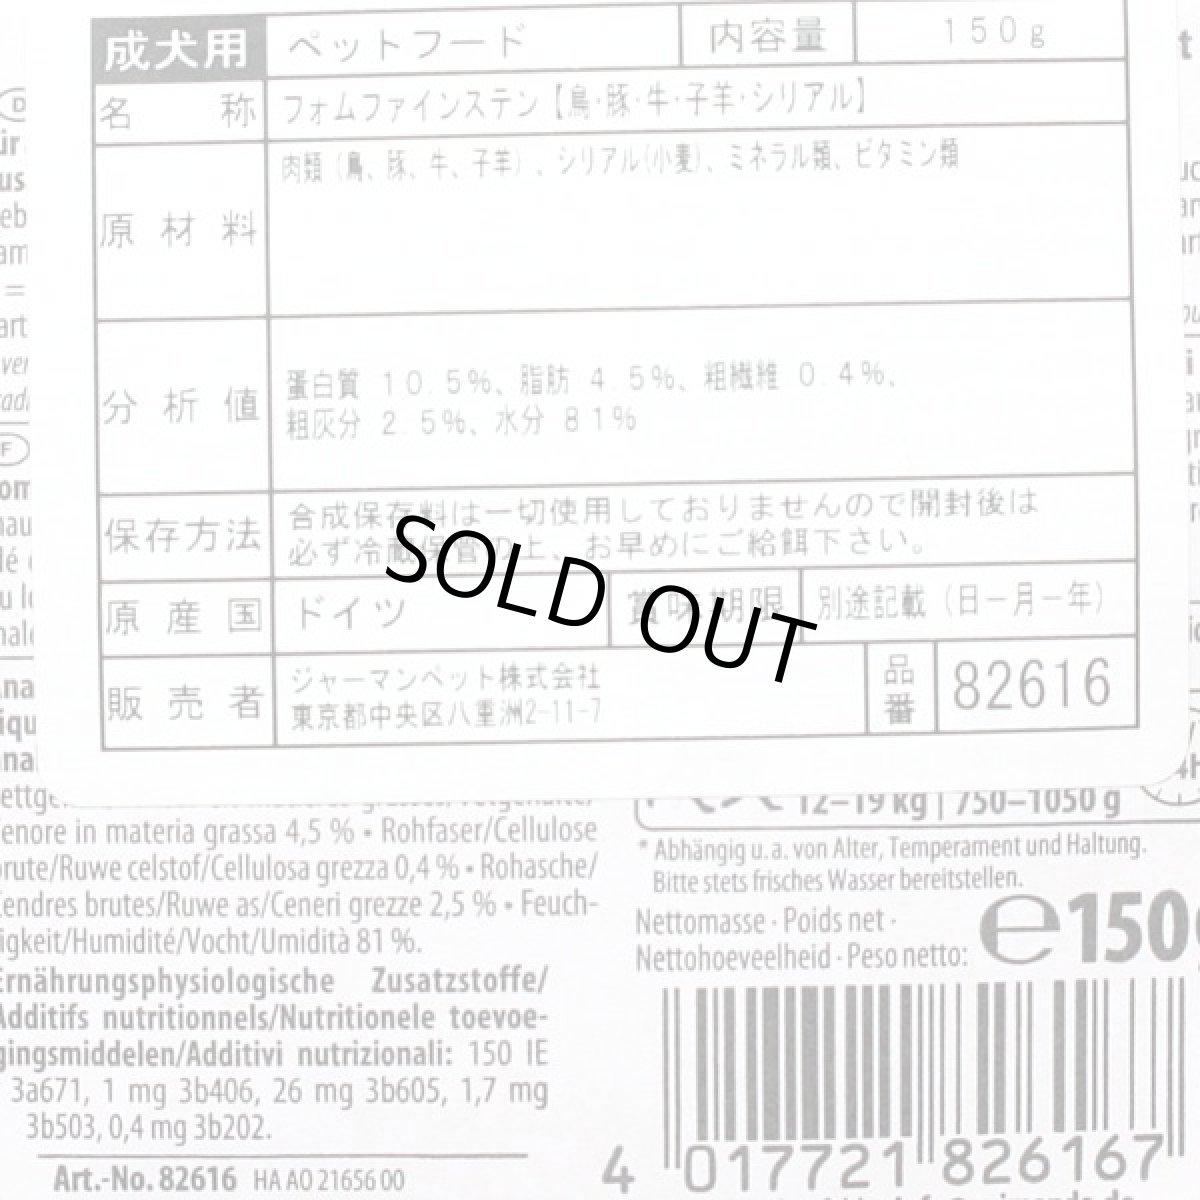 成犬用 ペットフード 内容量 150g
名称 フォムファインステン【鳥・豚・牛・子羊・シリアル】
原材料 肉類(鳥、豚、牛、子羊)、シリアル(小麦)、ミネラル類、ビタミン類
分析値 蛋白質 10.5%、脂肪 4.5%、粗繊維 0.4%、
粗灰分 2.5%、水分 81%
保存方法 合成保存料は一切使用しておりませんので開封後は
必ず冷蔵保管の上、お早めにご給餌下さい。
原産国 ドイツ 賞味期限 別途記載(日－月－年)
販売者 ジャーマンペット株式会社
東京都中央区八重洲2-11-7
品番 82616
SOLD OUT
enore in materia grassa 4,5 % • Rohfaser/Cellulose
brute/Ruwe celstof/Cellulosa grezza 0,4 % • Rohasche/
Cendres brutes/Ruwe as/Ceneri grezze 2,5 % • Feuch-
igkeit/Humidité/Vocht/Umidità 81 %.
Ernährungsphysiologische Zusatzstoffe/
Additifs nutritionnels/Nutritionele toevoe-
gingsmiddelen/Additivi nutrizionali: 150 IE
3a671, 1 mg 3b406, 26 mg 3b605, 1,7 mg
3b503, 0,4 mg 3b202.
Art.-No. 82616 HA AO 21656 00
12–19 kg | 750–1050 g
* Abhängig u. a. von Alter, Temperament und Haltung.
Bitte stets frisches Wasser bereitstellen.
Nettomasse · Poids net ·
Nettohoeveelheid · Peso netto: ℮150
4 017721 826167